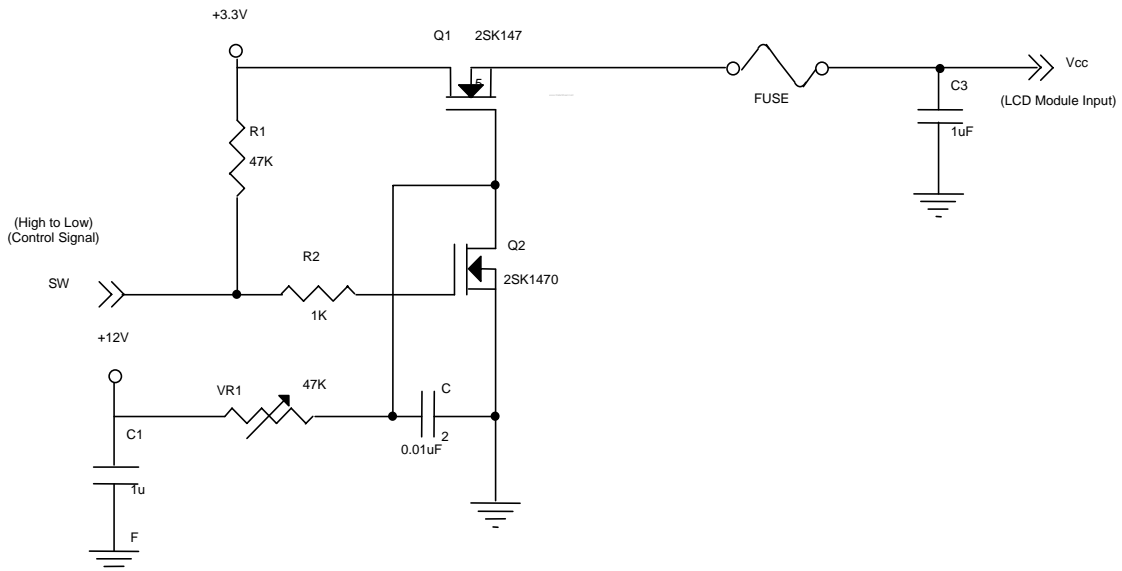 +3.3V
Q1 2SK147
5
FUSE
Vcc
C3
(LCD Module Input)
1uF
R1
47K
(High to Low)
(Control Signal)
SW
R2
1K
Q2
2SK1470
+12V
VR1
47K
C
2
0.01uF
C1
1u
F